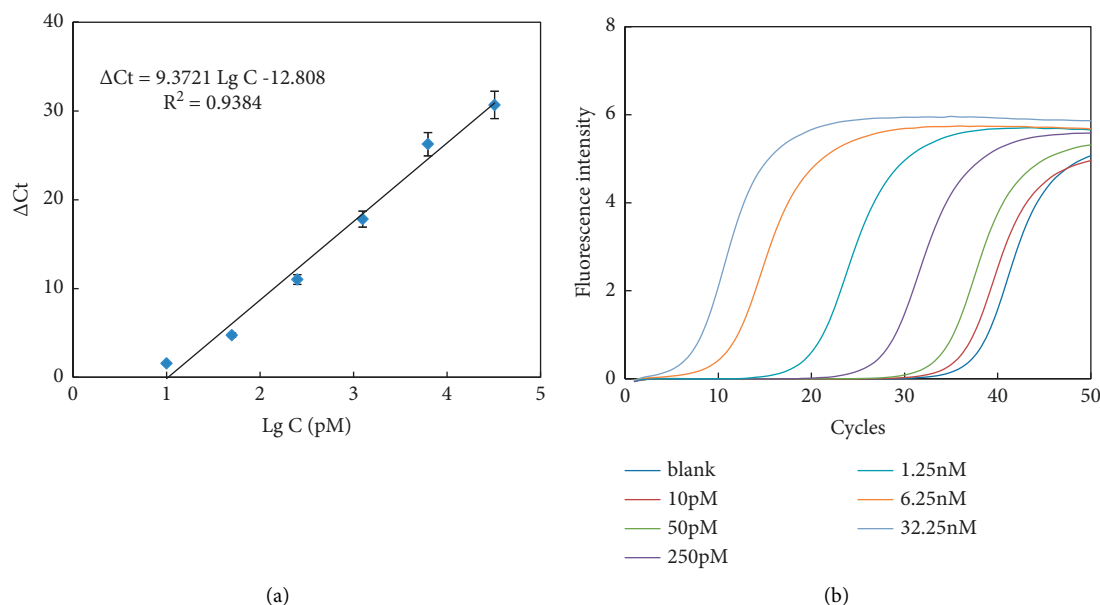 40
30
20
10
0
0
1
2
3
4
5
ΔCt
Lg C (pM)
ΔCt = 9.3721 Lg C -12.808
R² = 0.9384
(a)
8
6
4
2
0
0
10
20
30
40
50
Fluorescence intensity
Cycles
blank
10pM
50pM
250pM
1.25nM
6.25nM
32.25nM
(b)